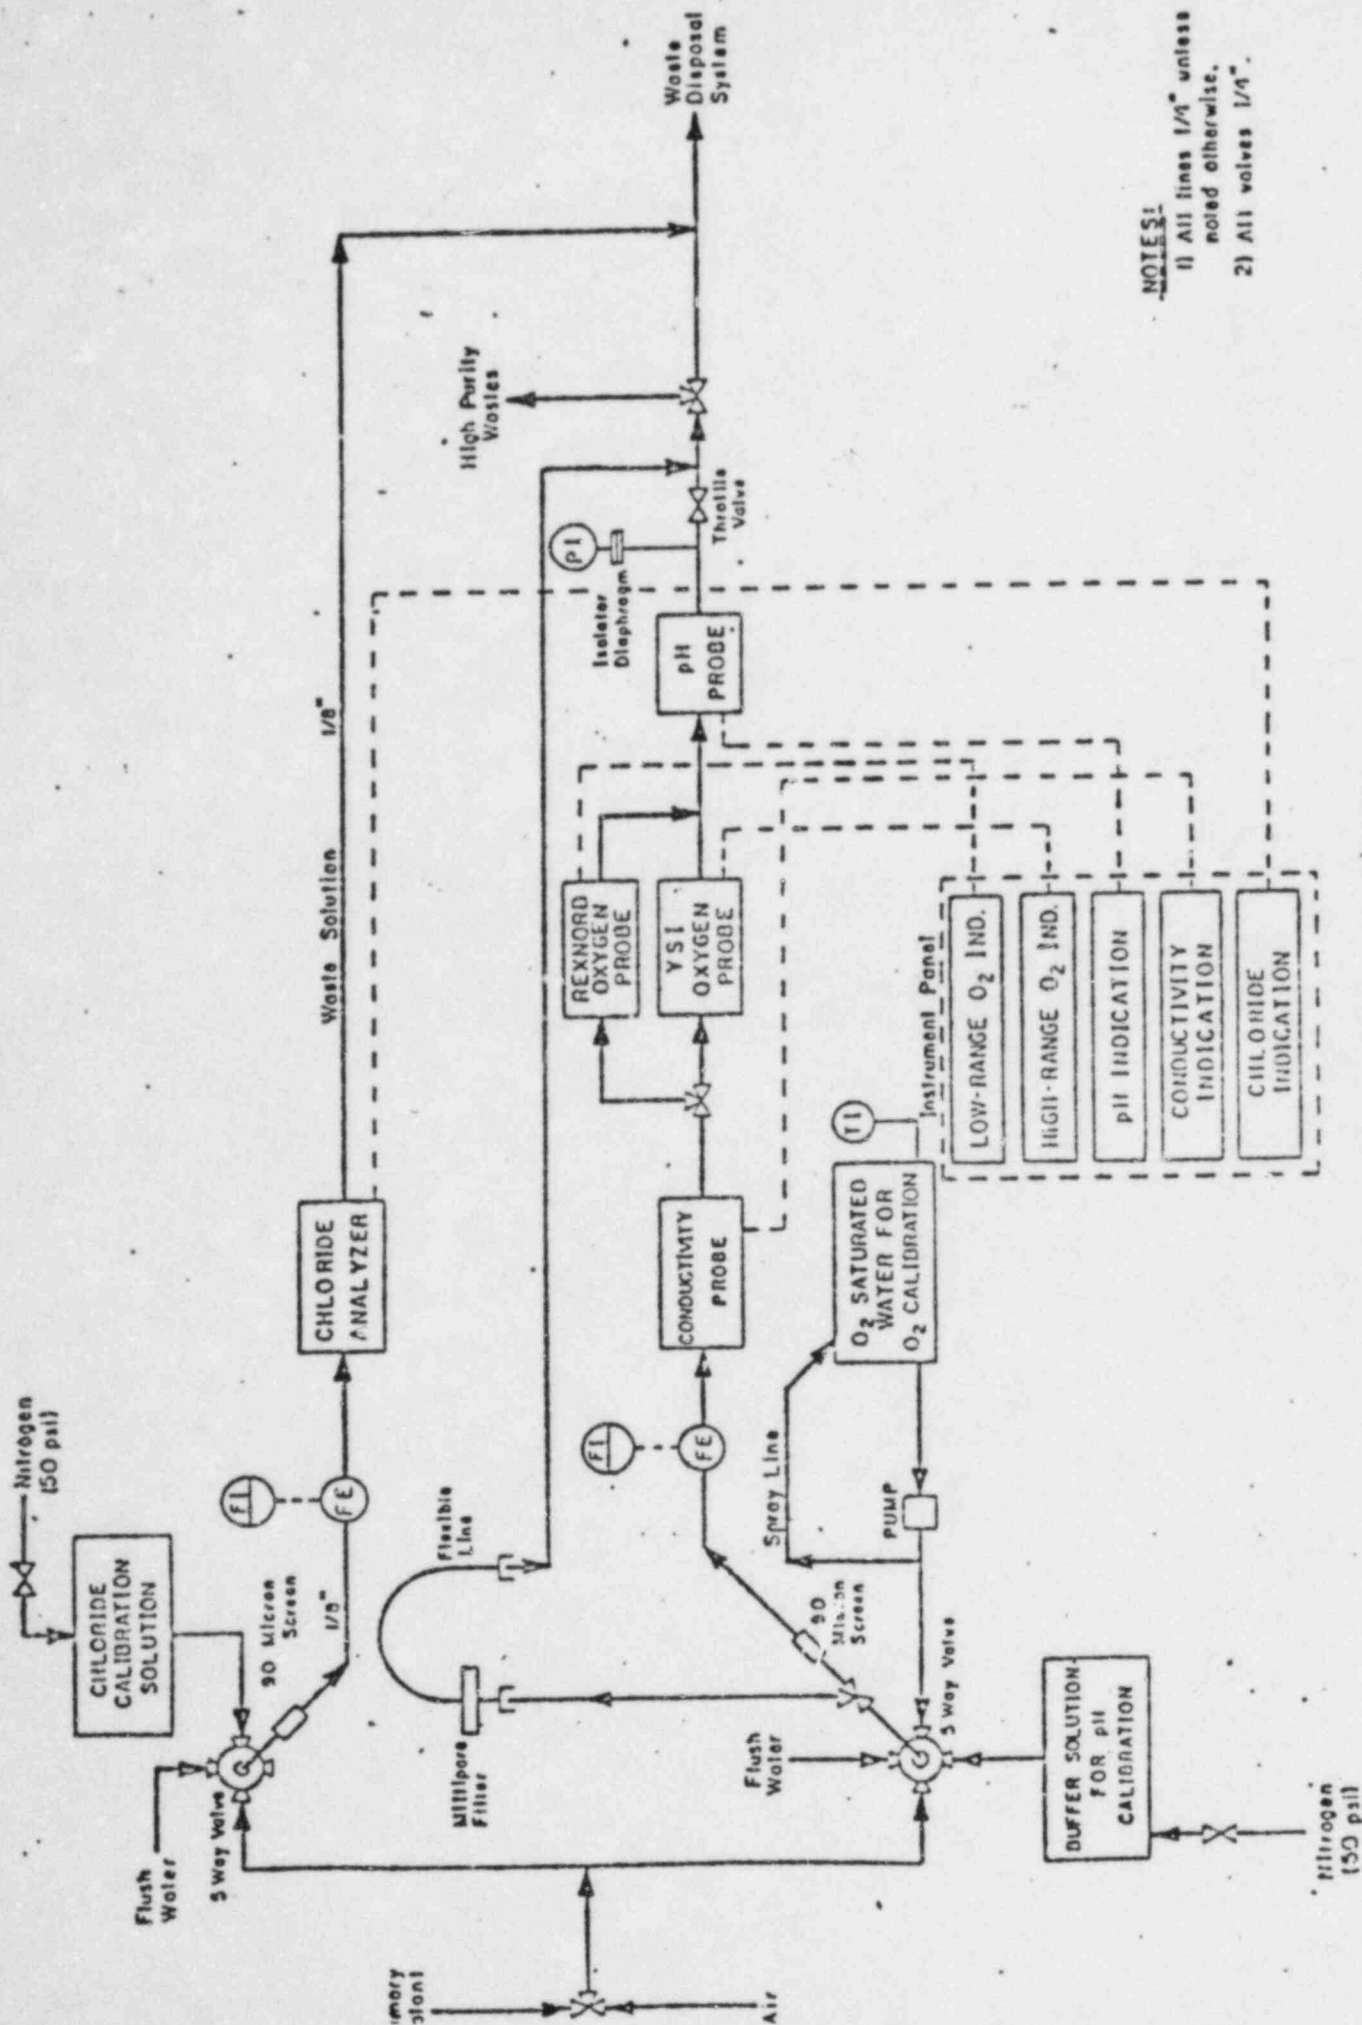 Nitrogen
(50 psi)
CHLORIDE
CALIBRATION
SOLUTION
Flush
Water
5 Way Valve
90 Micron
Screen
1/8"
FI
FE
CHLORIDE
ANALYZER
Waste Solution
1/8"
Waste
Disposal
System
High Purity
Wastes
Flexible
Line
Millipore
Filter
PI
Isolator
Diaphragm
Throttle
Valve
pH
PROBE
REXNORD
OXYGEN
PROBE
YSI
OXYGEN
PROBE
CONDUCTIVITY
PROBE
FI
FE
90
Screen
Flush
Water
5 Way Valve
Spray Line
PUMP
O2 SATURATED
WATER FOR
O2 CALIBRATION
TI
Instrument Panel
LOW-RANGE O2 IND.
HIGH-RANGE O2 IND.
pH INDICATION
CONDUCTIVITY
INDICATION
CHLORIDE
INDICATION
BUFFER SOLUTION
FOR pH
CALIBRATION
Nitrogen
(50 psi)
Air
NOTES:
1) All lines 1/4" unless
noted otherwise.
2) All valves 1/4".